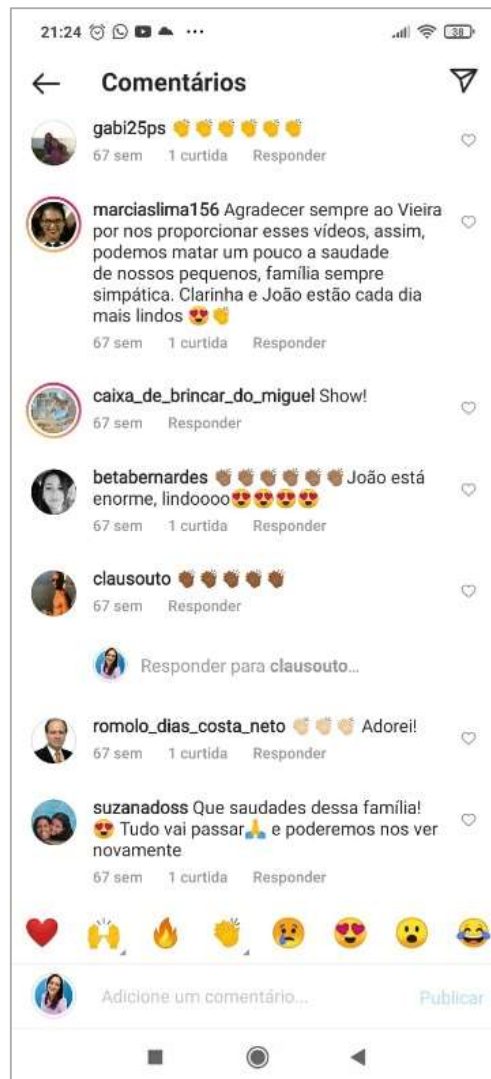 21:24 ... 38
Comentários
gabi25ps 👏👏👏👏👏👏
67 sem 1 curtida Responder
marciaslima156 Agradecer sempre ao Vieira
por nos proporcionar esses vídeos, assim,
podemos matar um pouco a saudade
de nossos pequenos, família sempre
simpática. Clarinha e João estão cada dia
mais lindos 😍👏
67 sem 1 curtida Responder
caixa_de_brincar_do_miguel Show!
67 sem Responder
betabernardes 👏🏽👏🏽👏🏽👏🏽👏🏽👏🏽João está
enorme, lindoooo😍😍😍😍
67 sem 1 curtida Responder
clausouto 👏🏾👏🏾👏🏾👏🏾👏🏾
67 sem Responder
Responder para clausouto...
romolo_dias_costa_neto 👏🏻👏🏻👏🏻 Adorei!
67 sem 1 curtida Responder
suzanadoss Que saudades dessa família!
😍 Tudo vai passar🙏 e poderemos nos ver
novamente
67 sem 1 curtida Responder
❤️ 🙌 🔥 👏 😢 😍 😮 😂
Adicione um comentário... Publicar